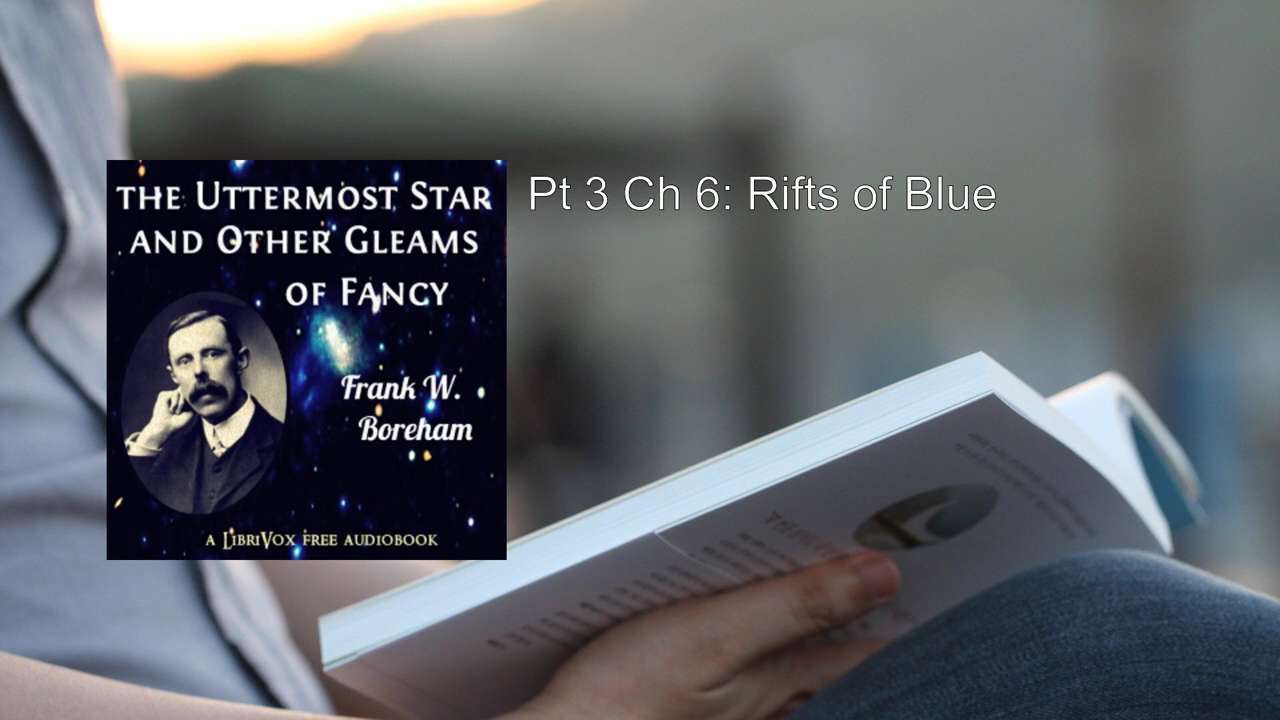 THE UTTERMOST STAR
AND OTHER GLEAMS
OF FANCY
Frank W.
Boreham
A LIBRIVOX FREE AUDIOBOOK
Pt 3 Ch 6: Rifts of Blue